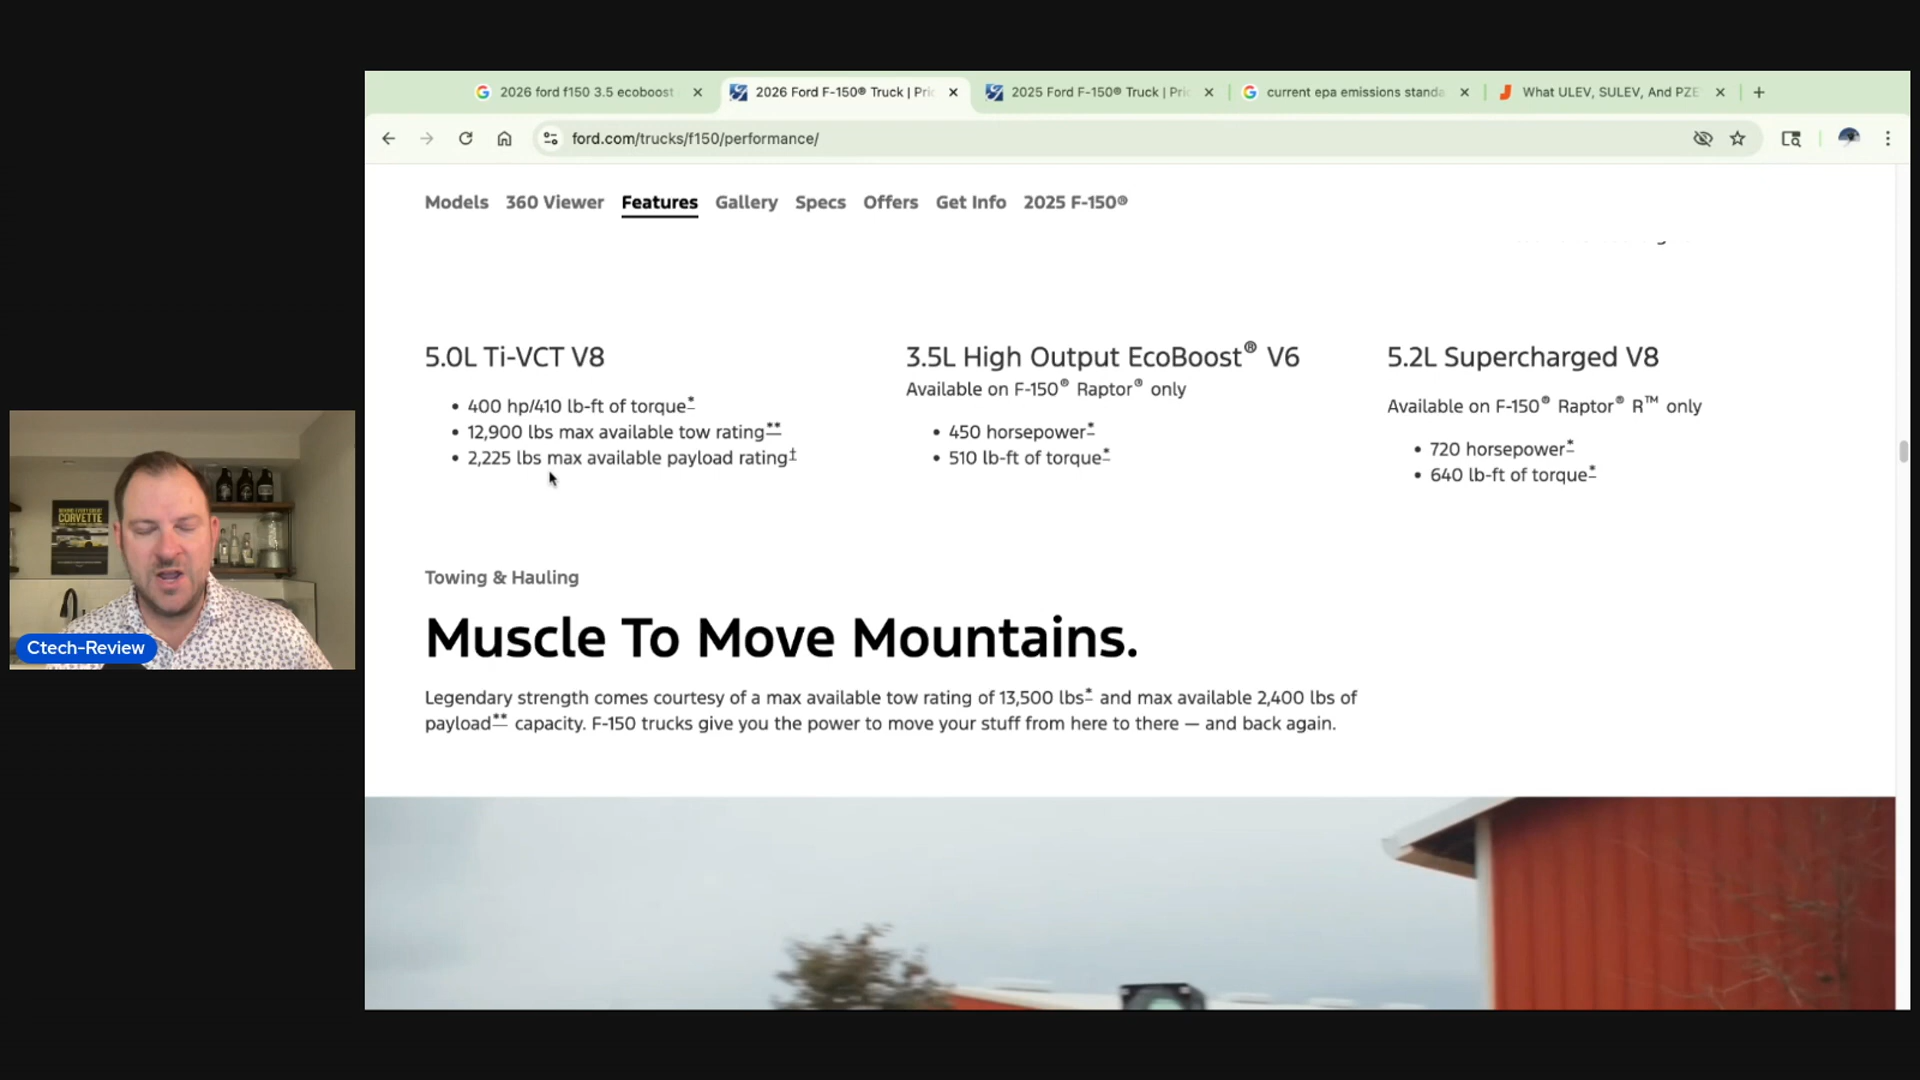 2026 ford f150 3.5 ecoboost
2026 Ford F-150® Truck | Pric
2025 Ford F-150® Truck | Pric
current epa emissions standa
What ULEV, SULEV, And PZE
ford.com/trucks/f150/performance/
Models 360 Viewer Features Gallery Specs Offers Get Info 2025 F-150®
5.0L Ti-VCT V8
400 hp/410 lb-ft of torque*
12,900 lbs max available tow rating**
2,225 lbs max available payload rating‡
3.5L High Output EcoBoost® V6
Available on F-150® Raptor® only
450 horsepower*
510 lb-ft of torque*
5.2L Supercharged V8
Available on F-150® Raptor® R™ only
720 horsepower*
640 lb-ft of torque*
CORVETTE
Ctech-Review
Towing & Hauling
Muscle To Move Mountains.
Legendary strength comes courtesy of a max available tow rating of 13,500 lbs* and max available 2,400 lbs of
payload** capacity. F-150 trucks give you the power to move your stuff from here to there — and back again.